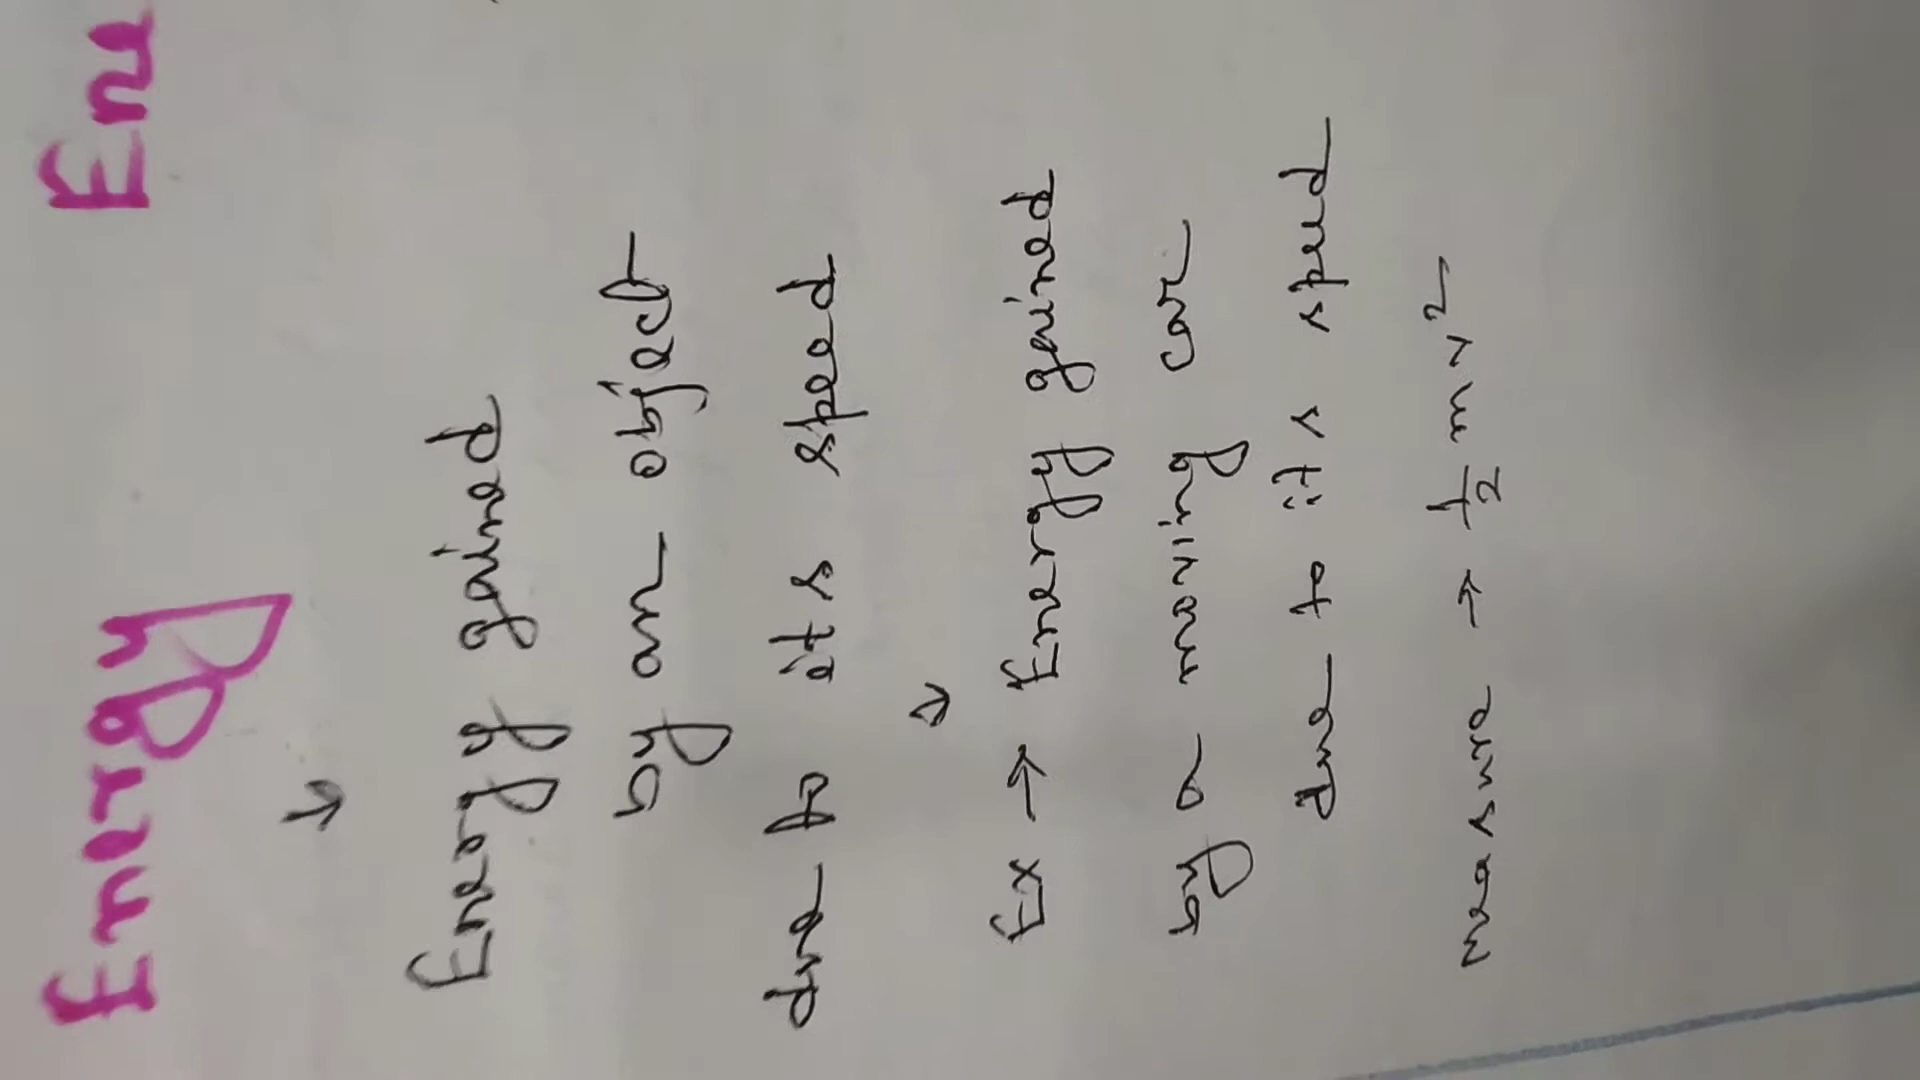 Energy En
↓
Energy gained
by an object
due to its speed
↓
Ex → Energy gained
by a moving car
due to its speed
measure → 1/2 mv²